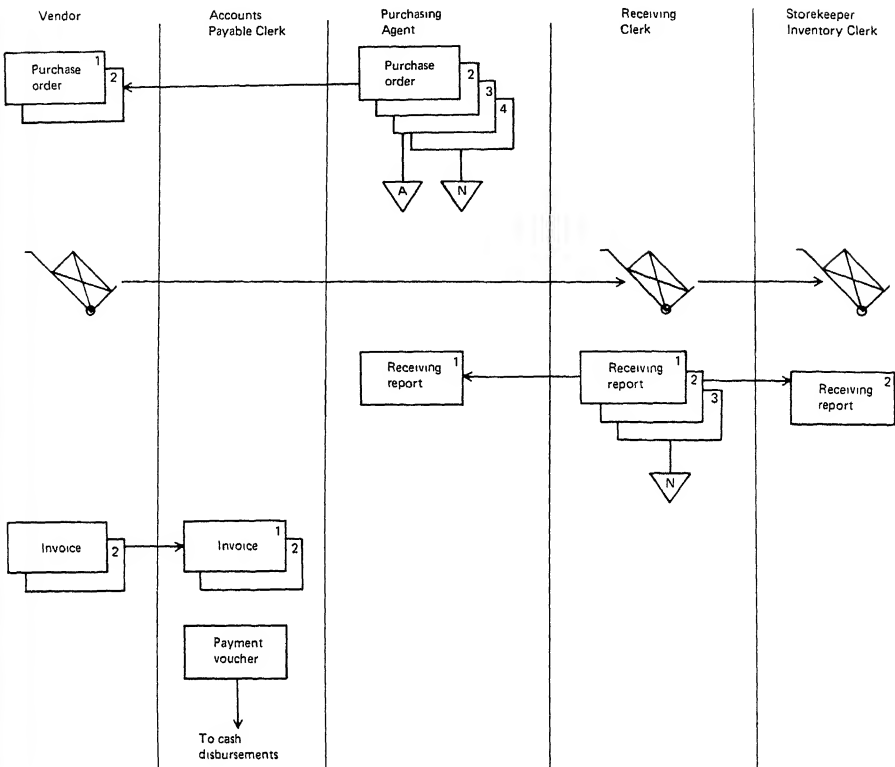 Vendor
Accounts
Payable Clerk
Purchasing
Agent
Receiving
Clerk
Storekeeper
Inventory Clerk
1
Purchase
order
2
Purchase
order
2
3
4
A
N
Receiving
report
1
Receiving
report
1
2
3
Receiving
report
2
N
Invoice
2
Invoice
1
2
Payment
voucher
To cash
disbursements